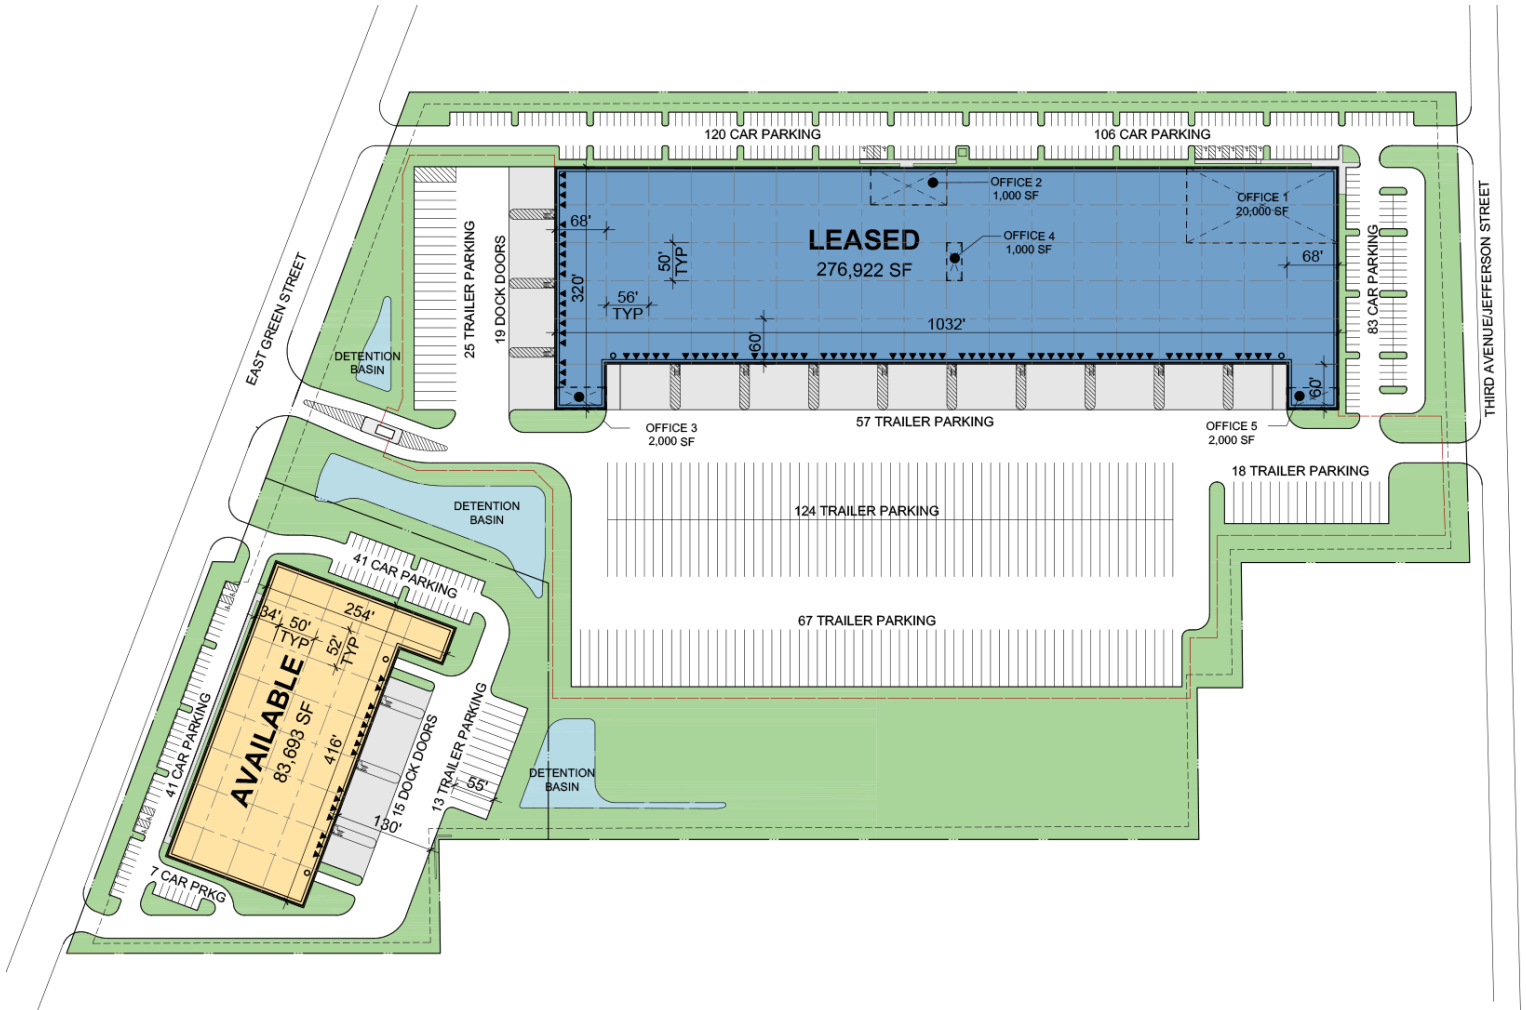 120 CAR PARKING
106 CAR PARKING
OFFICE 2
1,000 SF
OFFICE 1
20,000 SF
LEASED
276,922 SF
OFFICE 4
1,000 SF
68'
68'
50'
TYP
56'
TYP
320'
1032'
60'
60'
25 TRAILER PARKING
19 DOCK DOORS
83 CAR PARKING
THIRD AVENUE/JEFFFERSON STREET
EAST GREEN STREET
DETENTION
BASIN
OFFICE 3
2,000 SF
57 TRAILER PARKING
OFFICE 5
2,000 SF
18 TRAILER PARKING
DETENTION
BASIN
124 TRAILER PARKING
67 TRAILER PARKING
41 CAR PARKING
254'
34'
50'
TYP
52'
TYP
AVAILABLE
83,693 SF
416'
41 CAR PARKING
15 DOCK DOORS
13 TRAILER PARKING
55'
130'
7 CAR PRKG
DETENTION
BASIN